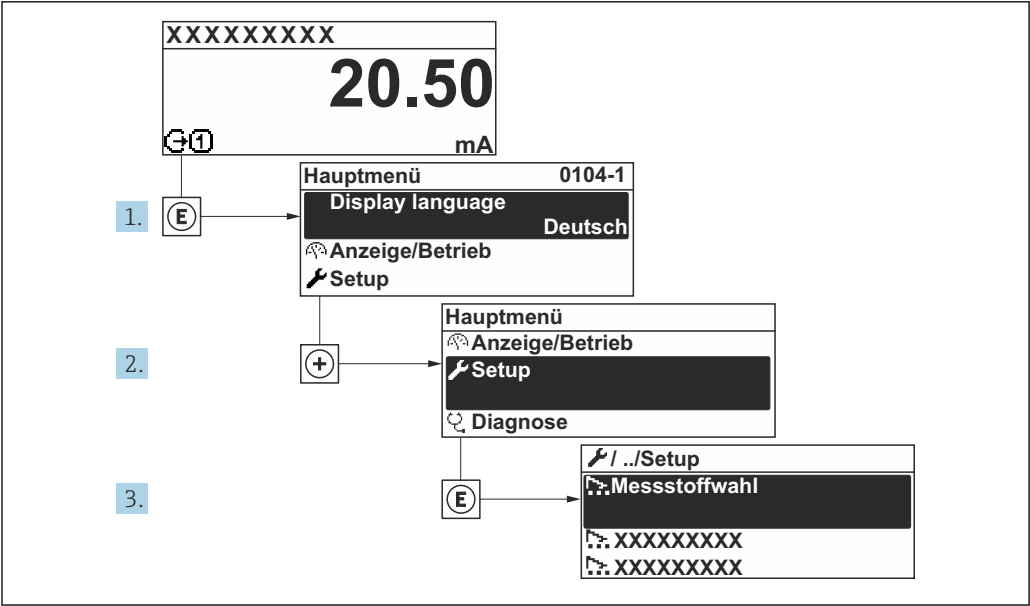 XXXXXXXXX
20.50
1
mA
Hauptmenü 0104-1
Display language
Deutsch
Anzeige/Betrieb
Setup
1. E
Hauptmenü
Anzeige/Betrieb
Setup
Diagnose
2. +
/ ../Setup
Messstoffwahl
XXXXXXXXX
XXXXXXXXX
3. E